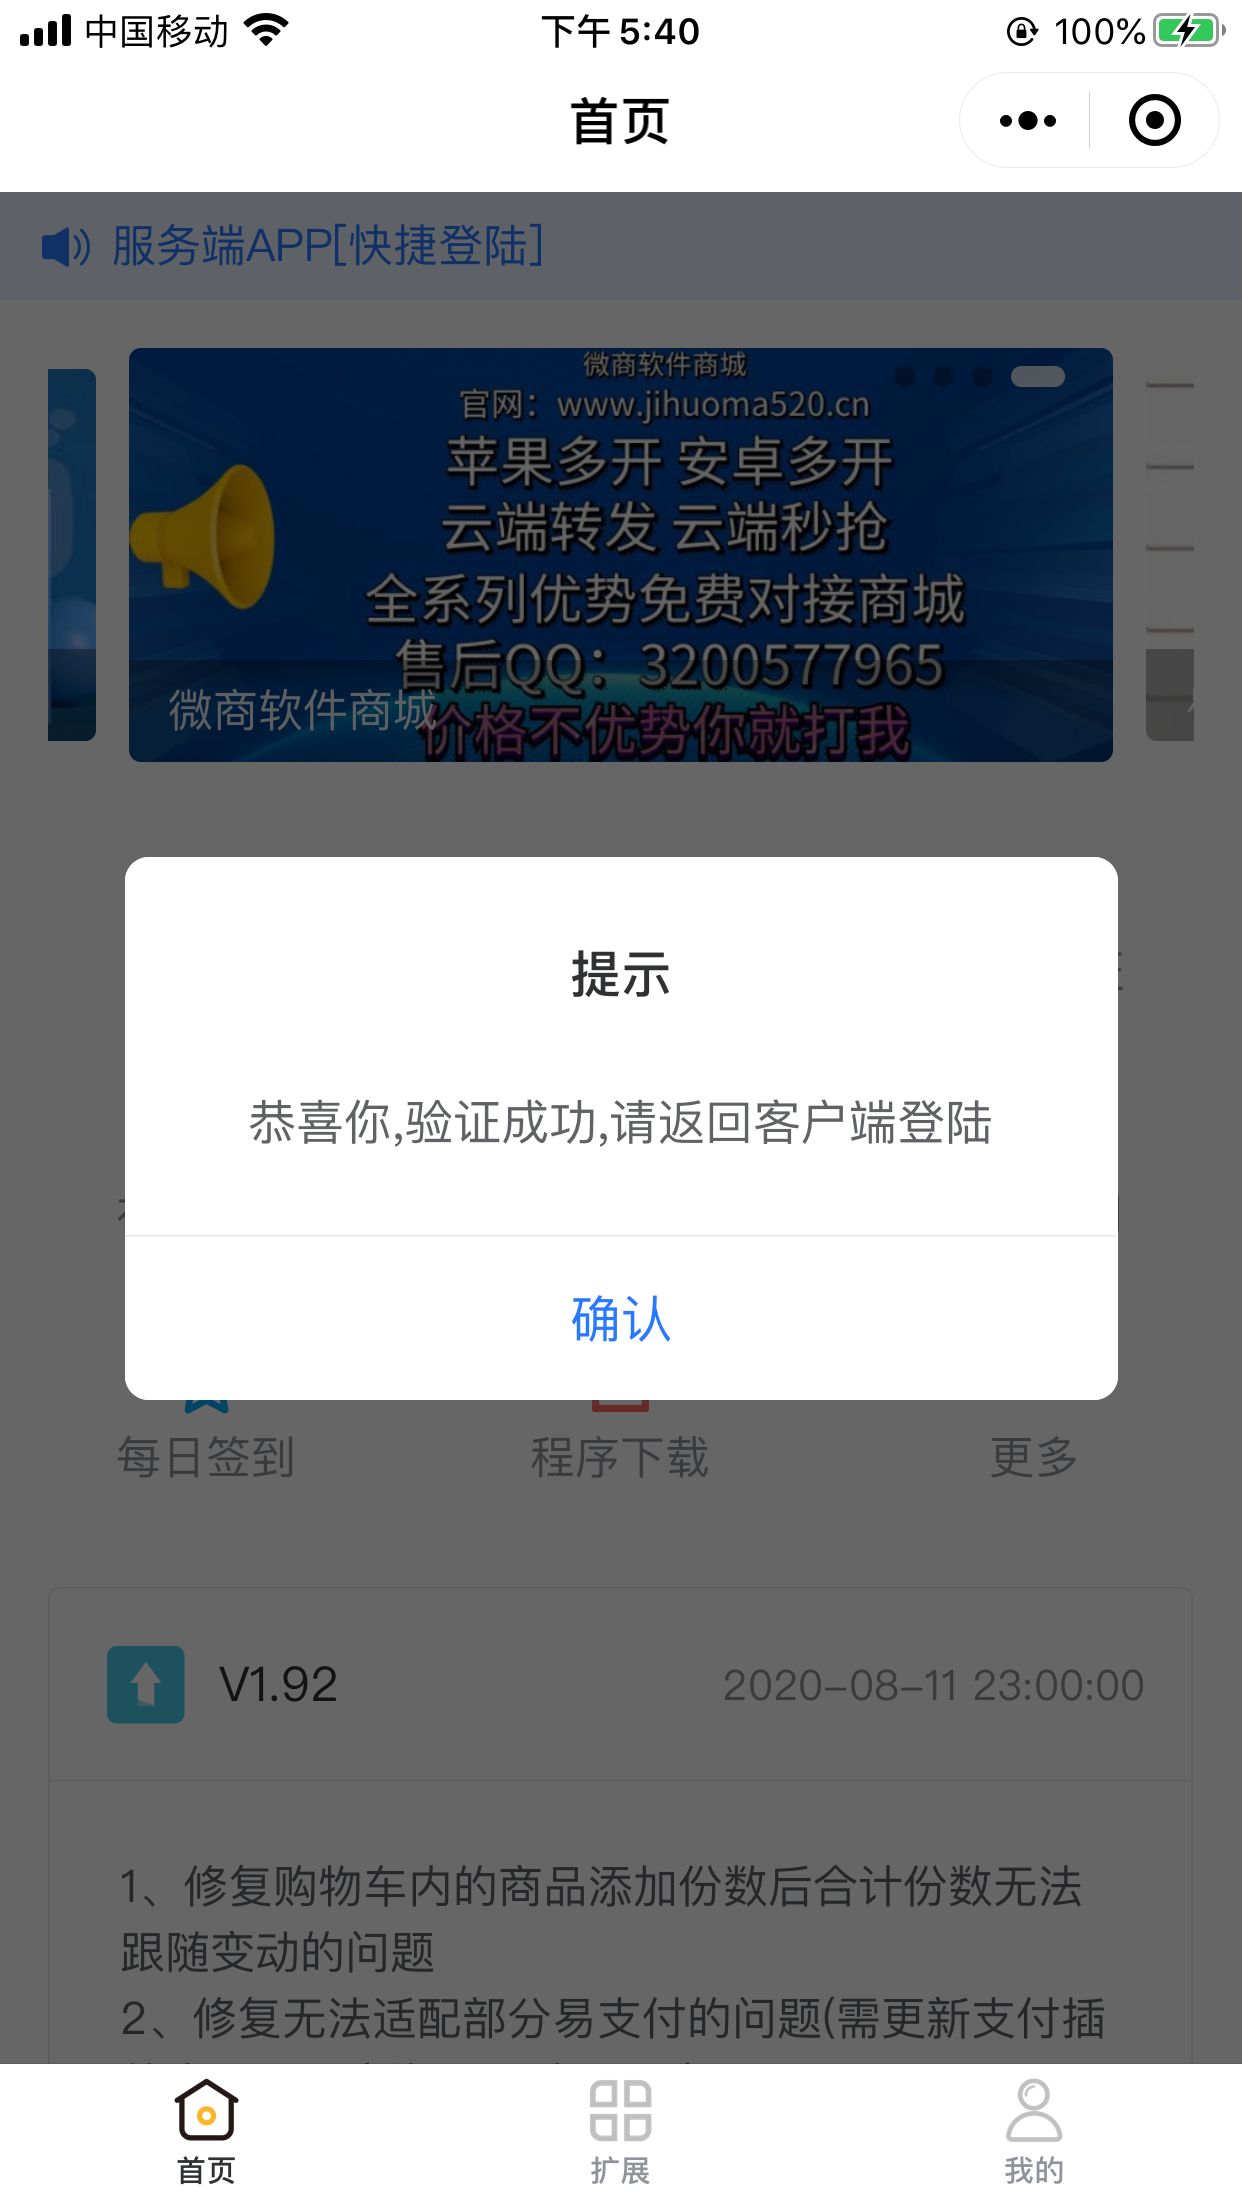 中国移动
下午 5:40
100%
首页
服务端APP[快捷登陆]
微商软件商城
官网：www.jihuoma520.cn
苹果多开 安卓多开
云端转发 云端秒抢
全系列优势免费对接商城
售后QQ：3200577965
微商软件商城
价格不优势你就打我
提示
恭喜你,验证成功,请返回客户端登陆
确认
每日签到
程序下载
更多
V1.92
2020-08-11 23:00:00
1、修复购物车内的商品添加份数后合计份数无法
跟随变动的问题
2、修复无法适配部分易支付的问题(需更新支付插
首页
扩展
我的